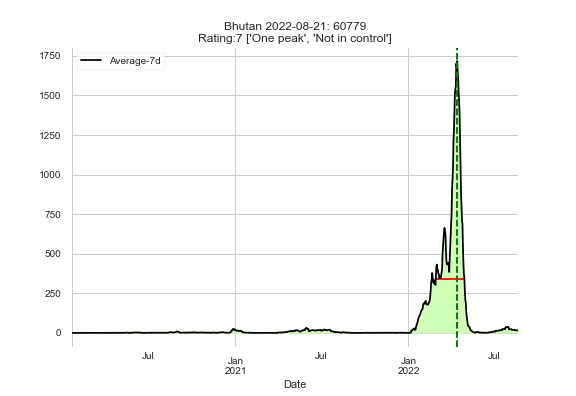 Bhutan 2022-08-21: 60779
Rating:7 ['One peak', 'Not in control']
Average-7d
1750
1500
1250
1000
750
500
250
0
Jul
Jan
2021
Jul
Jan
2022
Jul
Date